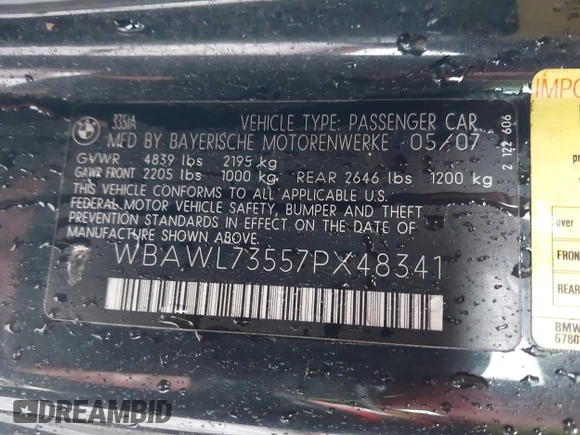 335iA VEHICLE TYPE: PASSENGER CAR
MFD BY BAYERISCHE MOTORENWERKE 05/07
GVWR 4839 lbs 2195 kg
GAWR FRONT 2205 lbs 1000 kg REAR 2646 lbs 1200 kg
THIS VEHICLE CONFORMS TO ALL APPLICABLE U.S.
FEDERAL MOTOR VEHICLE SAFETY, BUMPER AND THEFT
PREVENTION STANDARDS IN EFFECT ON THE DATE OF
MANUFACTURE SHOWN ABOVE.
WBAWL73557PX48341
2 122 606
IMPO
over
FRON
REAR
BMW
6780
DREAMBID